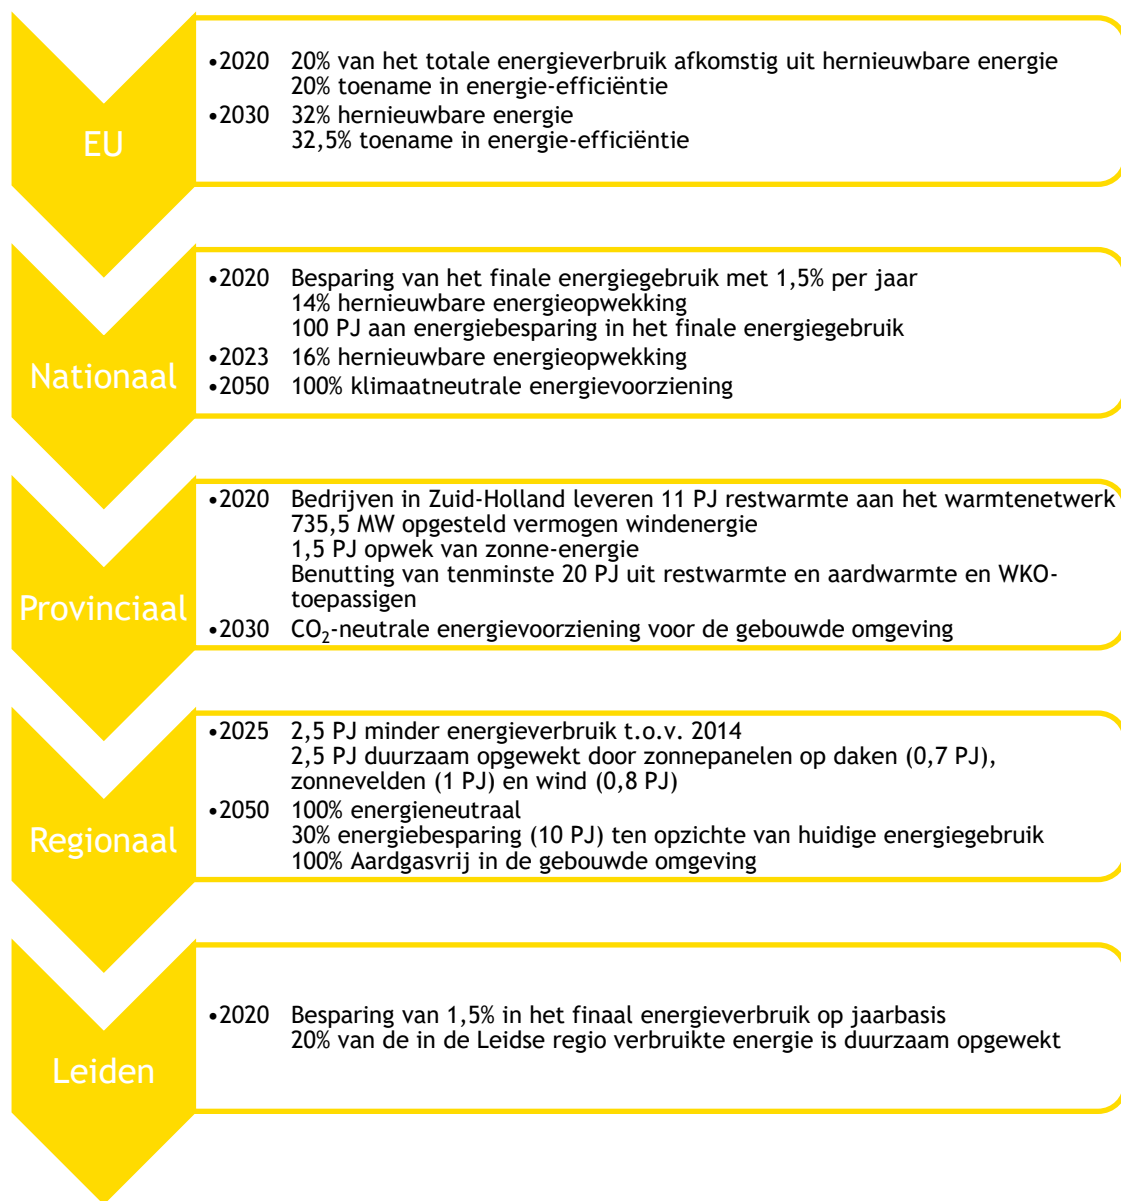 EU
•2020 20% van het totale energieverbruik afkomstig uit hernieuwbare energie
20% toename in energie-efficiëntie
•2030 32% hernieuwbare energie
32,5% toename in energie-efficiëntie
Nationaal
•2020 Besparing van het finale energiegebruik met 1,5% per jaar
14% hernieuwbare energieopwekking
100 PJ aan energiebesparing in het finale energiegebruik
•2023 16% hernieuwbare energieopwekking
•2050 100% klimaatneutrale energievoorziening
Provinciaal
•2020 Bedrijven in Zuid-Holland leveren 11 PJ restwarmte aan het warmtenetwerk
735,5 MW opgesteld vermogen windenergie
1,5 PJ opwek van zonne-energie
Benutting van tenminste 20 PJ uit restwarmte en aardwarmte en WKO-
toepassigen
•2030 CO₂-neutrale energievoorziening voor de gebouwde omgeving
Regionaal
•2025 2,5 PJ minder energieverbruik t.o.v. 2014
2,5 PJ duurzaam opgewekt door zonnepanelen op daken (0,7 PJ),
zonnevelden (1 PJ) en wind (0,8 PJ)
•2050 100% energieneutraal
30% energiebesparing (10 PJ) ten opzichte van huidige energiegebruik
100% Aardgasvrij in de gebouwde omgeving
Leiden
•2020 Besparing van 1,5% in het finaal energieverbruik op jaarbasis
20% van de in de Leidse regio verbruikte energie is duurzaam opgewekt